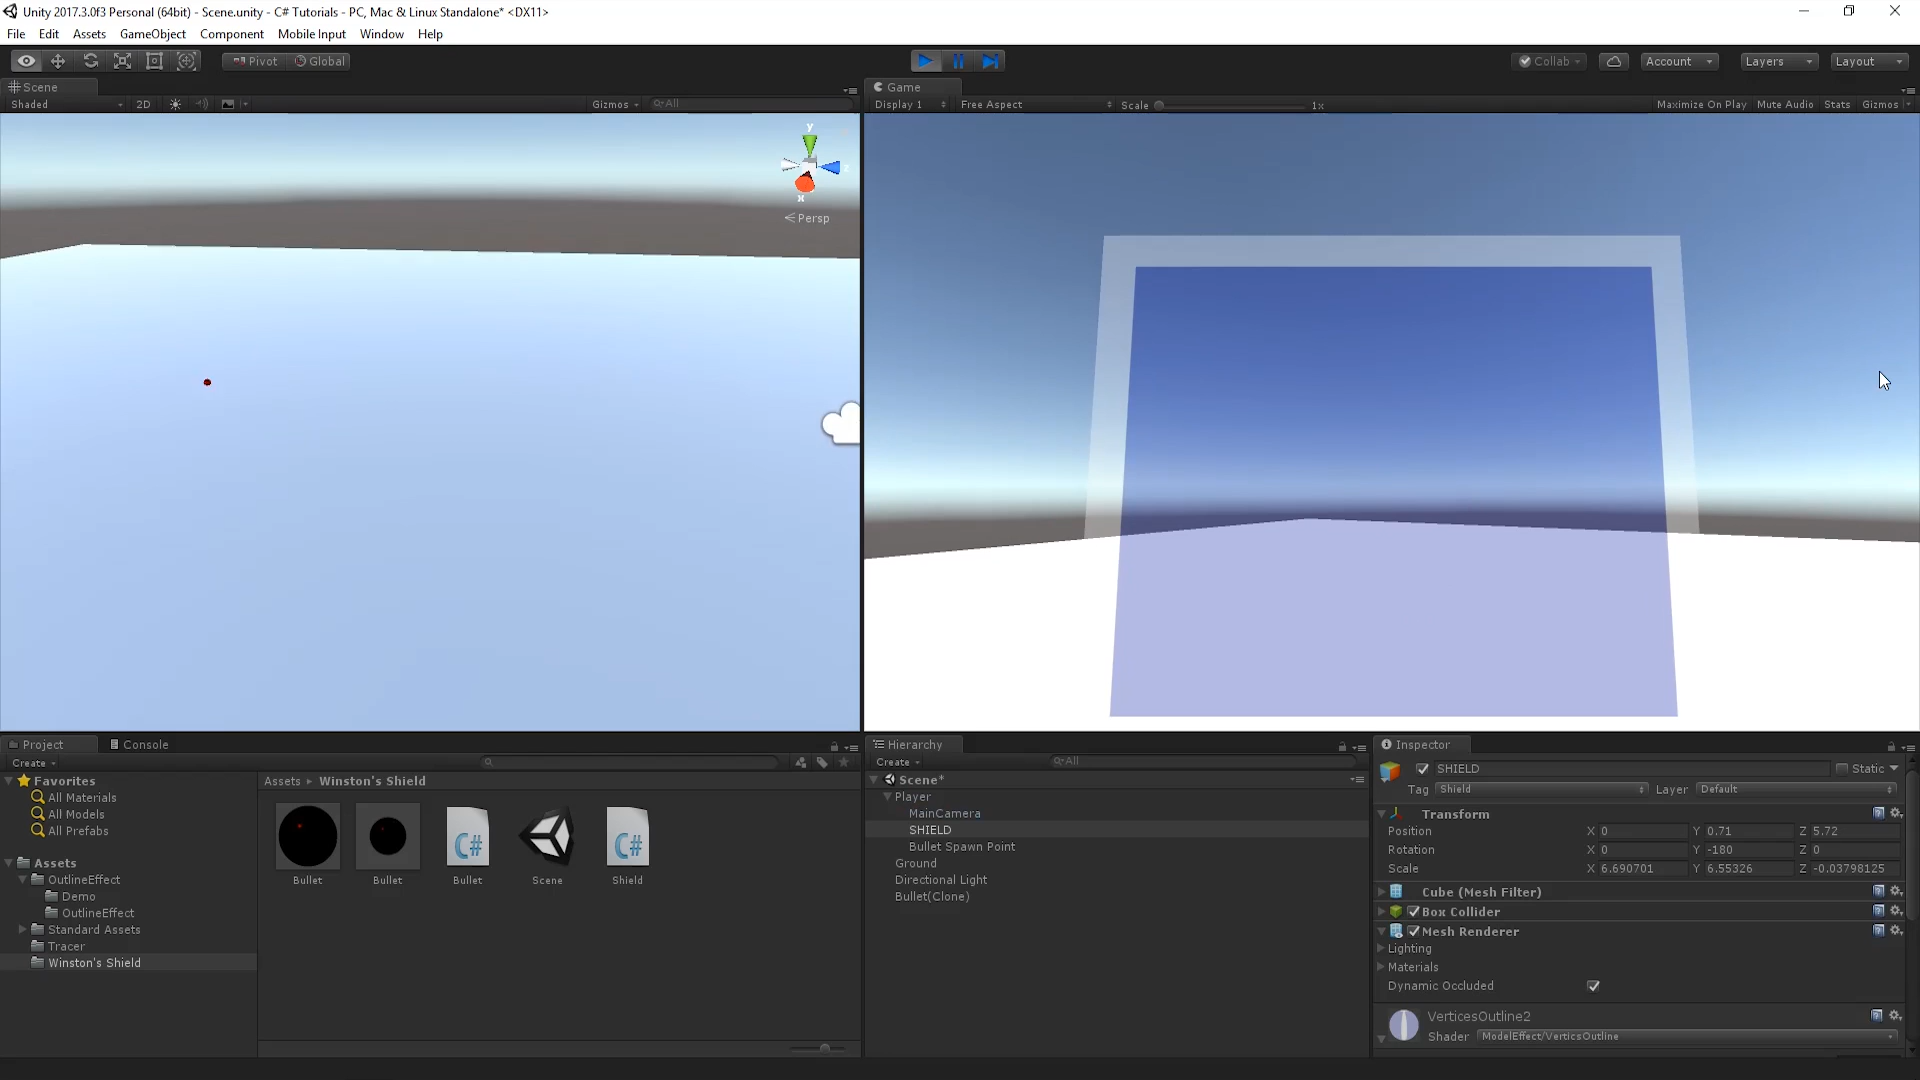 Unity 2017.3.0f3 Personal (64bit) - Scene.unity - C# Tutorials - PC, Mac & Linux Standalone* <DX11>
File Edit Assets GameObject Component Mobile Input Window Help
Pivot Global Collab Account Layers Layout
Scene
Shaded 2D Gizmos All
y
z
x
Persp
Game
Display 1 Free Aspect Scale 1x Maximize On Play Mute Audio Stats Gizmos
Project Console
Create
Favorites
All Materials
All Models
All Prefabs
Assets
OutlineEffect
Demo
OutlineEffect
Standard Assets
Tracer
Winston's Shield
Assets Winston's Shield
C# C#
Bullet Bullet Bullet Scene Shield
Hierarchy
Create All
Scene*
Player
MainCamera
SHIELD
Bullet Spawn Point
Ground
Directional Light
Bullet(Clone)
Inspector
SHIELD Static
Tag Shield Layer Default
Transform
Position X 0 Y 0.71 Z 5.72
Rotation X 0 Y -180 Z 0
Scale X 6.690701 Y 6.55326 Z -0.03798125
Cube (Mesh Filter)
Box Collider
Mesh Renderer
Lighting
Materials
Dynamic Occluded
VerticesOutline2
Shader ModelEffect/VerticsOutline